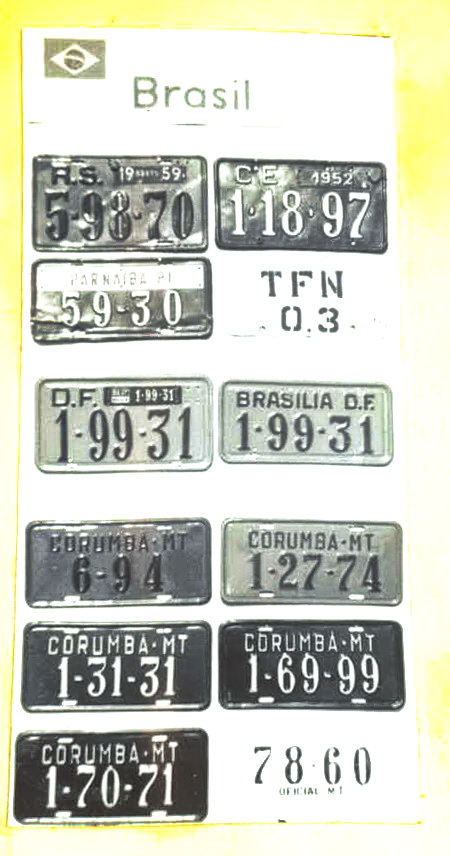 Brasil
R.S. 19 59
5·98·70
C E 1952
1·18·97
PARNAIBA PI
59-30
TFN
0.3
D.F. 1-99-31
1-99-31
BRASILIA D.F.
1-99-31
CORUMBA·MT
6-94
CORUMBA·MT
1-27-74
CORUMBA·MT
1-31-31
CORUMBA·MT
1-69-99
CORUMBA·MT
1-70-71
78·60
OFICIAL MT